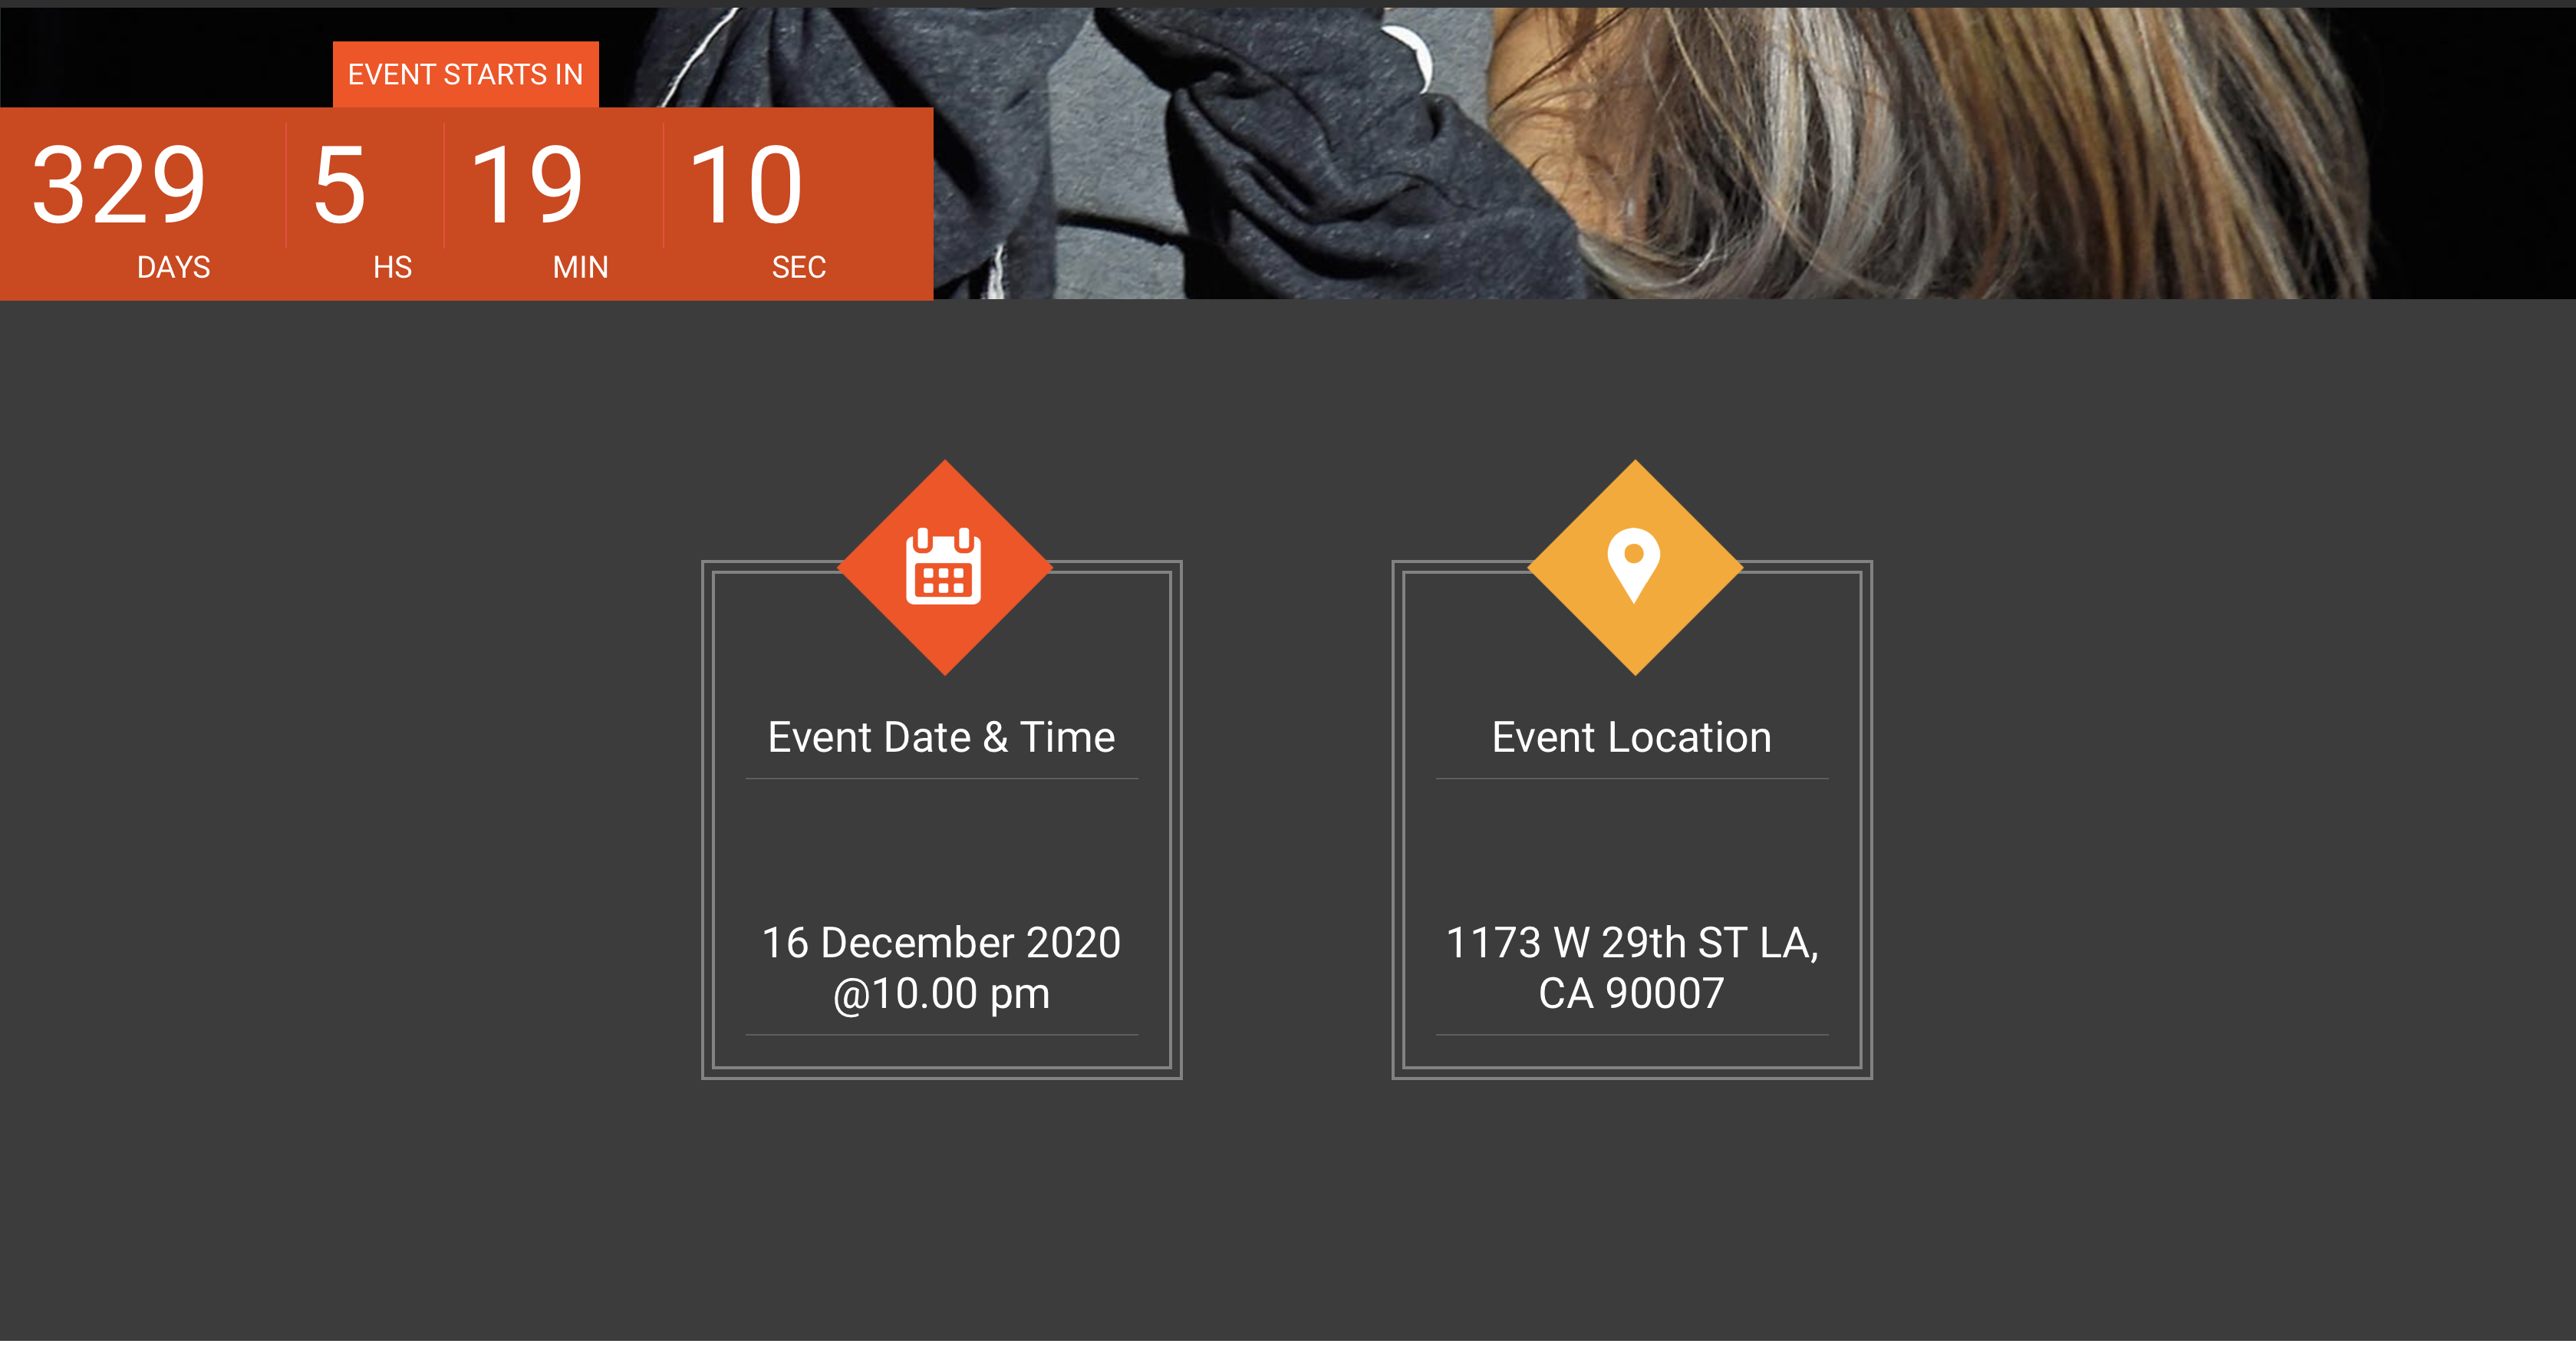 EVENT STARTS IN
329 5 19 10
DAYS HS MIN SEC
Event Date & Time
16 December 2020
@10.00 pm
Event Location
1173 W 29th ST LA,
CA 90007